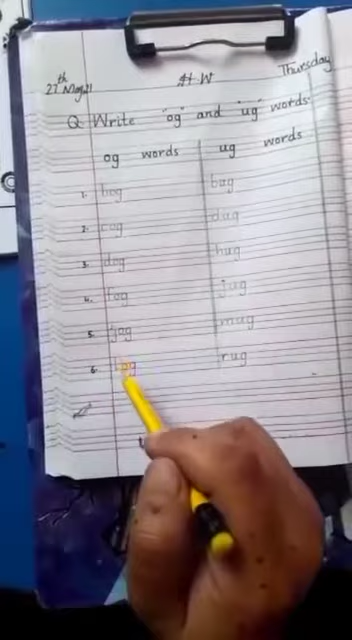 27th May 21 H.W Thursday
Q Write "og" and "ug" words.
og words ug words
1. bog bug
2. cog dug
3. dog hug
4. fog jug
5. jog mug
6. log rug